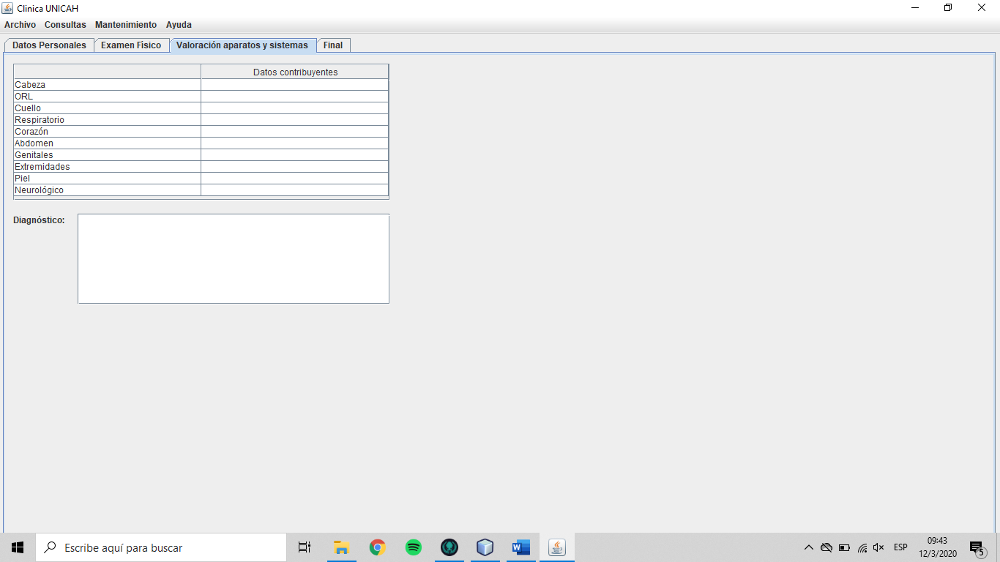 Clinica UNICAH
Archivo Consultas Mantenimiento Ayuda
Datos Personales Examen Físico Valoración aparatos y sistemas Final
Datos contribuyentes
Cabeza
ORL
Cuello
Respiratorio
Corazón
Abdomen
Genitales
Extremidades
Piel
Neurológico
Diagnóstico:
Escribe aquí para buscar
ESP
09:43
12/3/2020
5